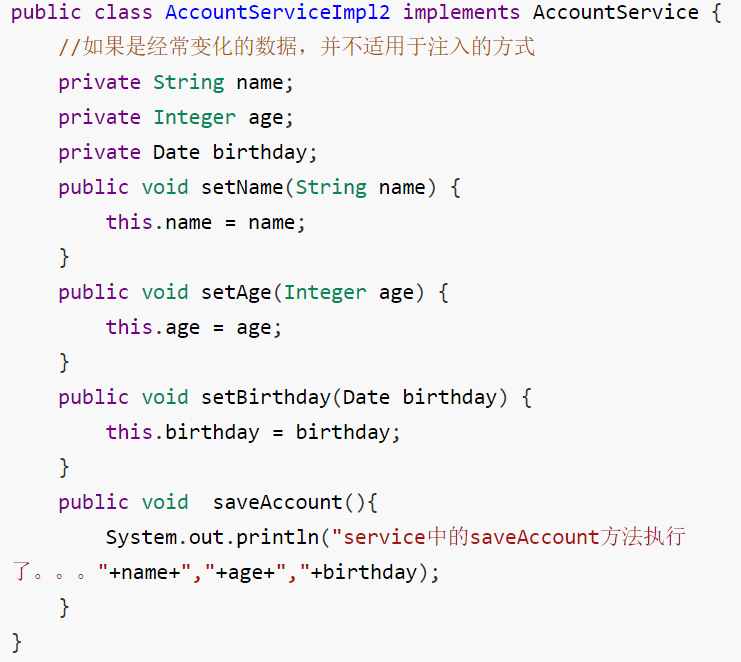 public class AccountServiceImpl2 implements AccountService {
    //如果是经常变化的数据，并不适用于注入的方式
    private String name;
    private Integer age;
    private Date birthday;
    public void setName(String name) {
        this.name = name;
    }
    public void setAge(Integer age) {
        this.age = age;
    }
    public void setBirthday(Date birthday) {
        this.birthday = birthday;
    }
    public void  saveAccount(){
        System.out.println("service中的saveAccount方法执行
了。。。"+name+","+age+","+birthday);
    }
}